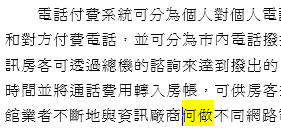 電話付費系統可分為個人對個人電
和對方付費電話，並可分為市內電話撥
訊房客可透過總機的諮詢來達到撥出的
時間並將通話費用轉入房帳，可供房客
館業者不斷地與資訊廠商何做不同網路